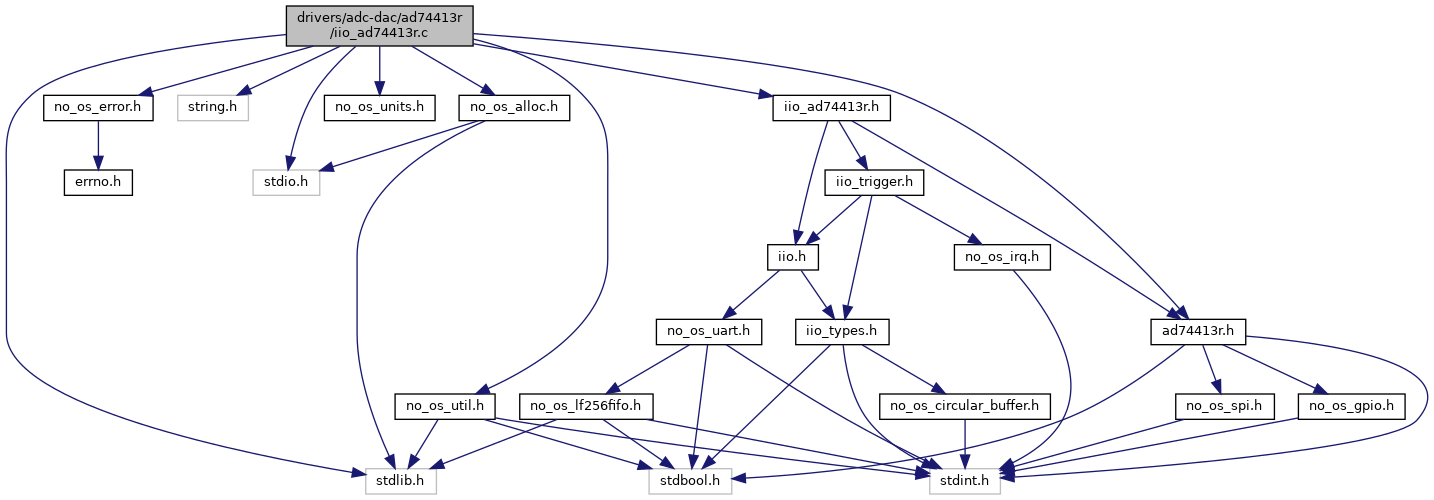 drivers/adc-dac/ad74413r
/iio_ad74413r.c
no_os_error.h
string.h
no_os_units.h
no_os_alloc.h
iio_ad74413r.h
errno.h
stdio.h
iio_trigger.h
iio.h
no_os_irq.h
no_os_uart.h
iio_types.h
ad74413r.h
no_os_util.h
no_os_lf256fifo.h
no_os_circular_buffer.h
no_os_spi.h
no_os_gpio.h
stdlib.h
stdbool.h
stdint.h